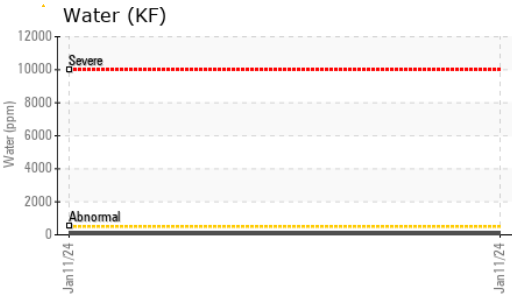 Water (KF)
12000
10000
8000
6000
4000
2000
0
Water (ppm)
Severe
Abnormal
Jan11/24
Jan11/24